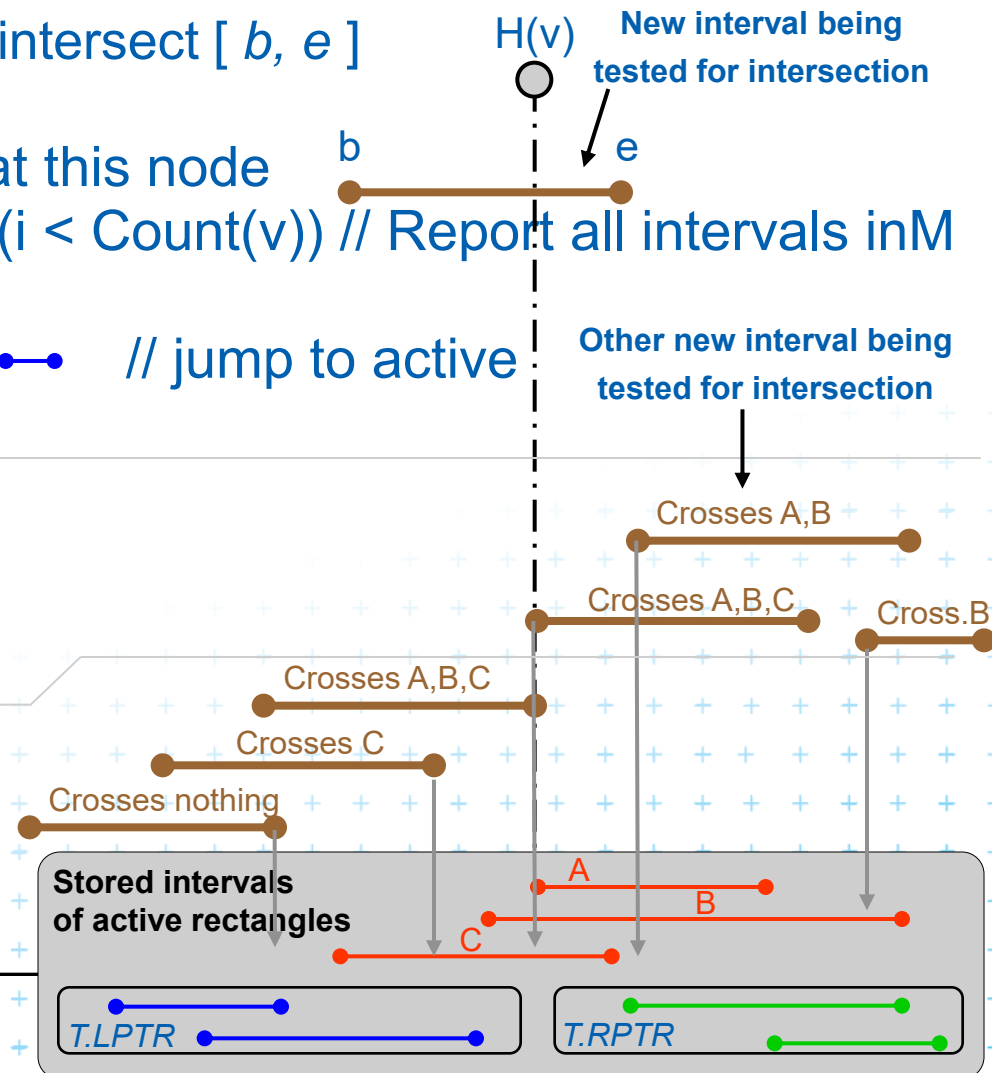 intersect [ b, e ]
H(v)
New interval being
tested for intersection
b
e
at this node
(i < Count(v)) // Report all intervals inM
// jump to active
Other new interval being
tested for intersection
Crosses A,B
Crosses A,B,C
Cross.B
Crosses A,B,C
Crosses C
Crosses nothing
Stored intervals
of active rectangles
A
B
C
T.LPTR
T.RPTR